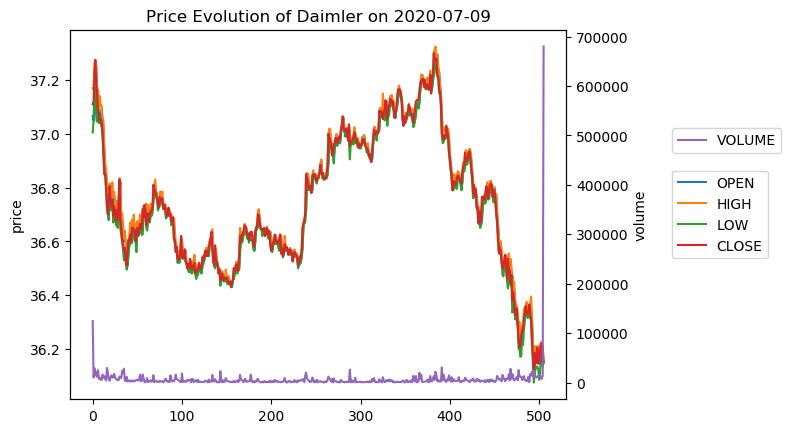 Price Evolution of Daimler on 2020-07-09
price
37.2
37.0
36.8
36.6
36.4
36.2
0
100
200
300
400
500
700000
600000
500000
400000
300000
200000
100000
0
volume
VOLUME
OPEN
HIGH
LOW
CLOSE